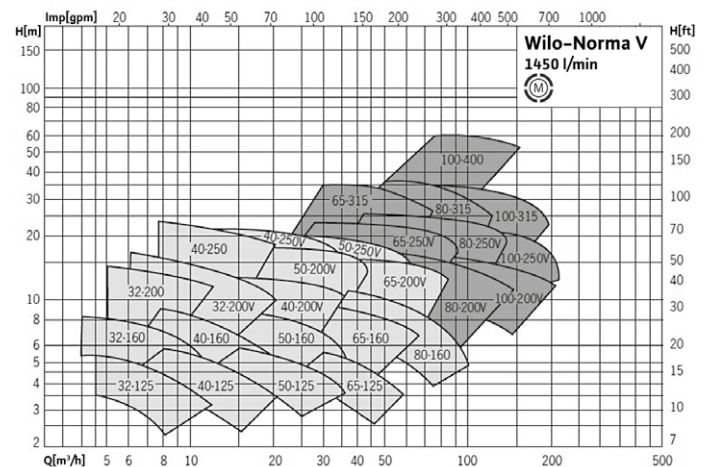 Imp[gpm] 20 30 40 50 70 100 150 200 300 400 500 700 1000
H[m] H[ft]
Wilo-Norma V
1450 l/min
M
150 100 80 60 50 40 30 20 10 8 6 5 4 3 2
500 400 300 200 150 100 70 50 40 30 20 15 10 7
100-400
65-315 80-315 100-315
40-250 40-250V 50-250V 65-250V 80-250V 100-250V
32-200 50-200V 65-200V
32-200V 40-200V 80-200V 100-200V
32-160 40-160 50-160 65-160 80-160
32-125 40-125 50-125 65-125
Q[m³/h] 5 6 8 10 20 30 40 50 100 200 500